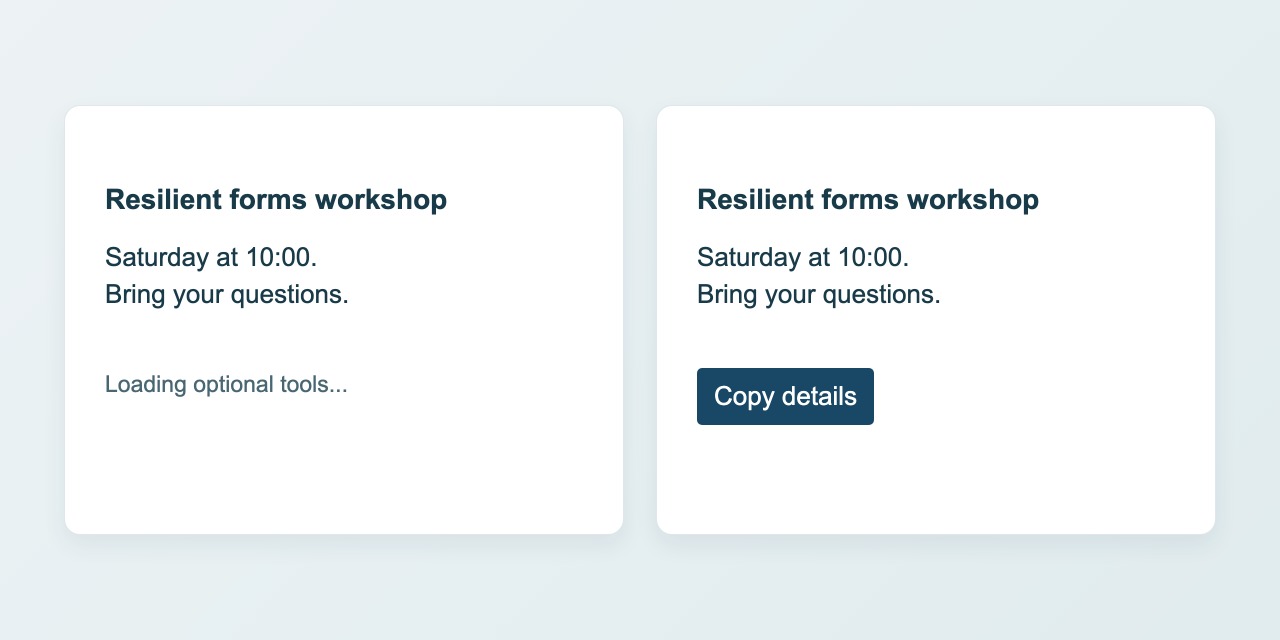 Resilient forms workshop
Saturday at 10:00.
Bring your questions.
Loading optional tools...
Resilient forms workshop
Saturday at 10:00.
Bring your questions.
Copy details